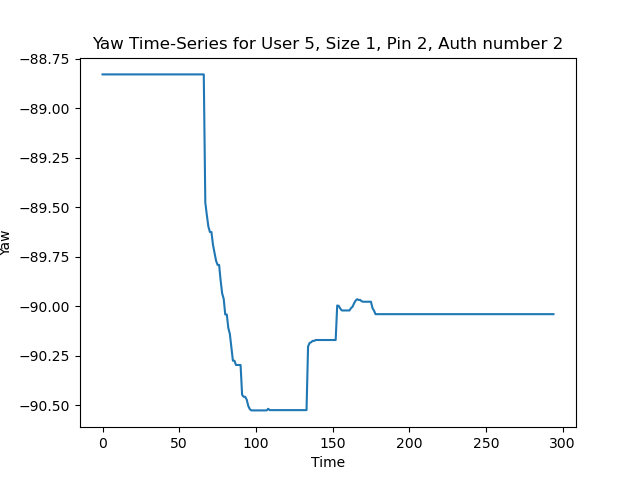 Yaw Time-Series for User 5, Size 1, Pin 2, Auth number 2
−88.75
−89.00
−89.25
−89.50
−89.75
−90.00
−90.25
−90.50
Yaw
0 50 100 150 200 250 300
Time